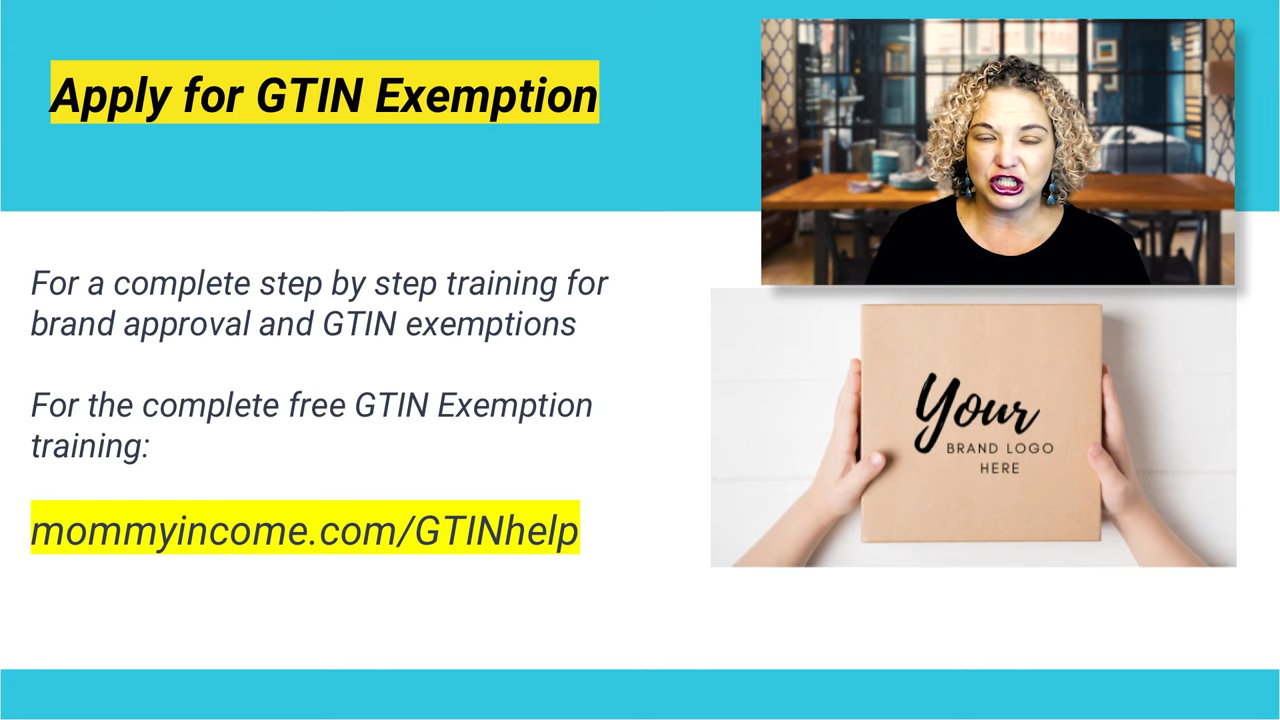 Apply for GTIN Exemption
For a complete step by step training for
brand approval and GTIN exemptions
For the complete free GTIN Exemption
training:
mommyincome.com/GTINhelp
Your
BRAND LOGO
HERE